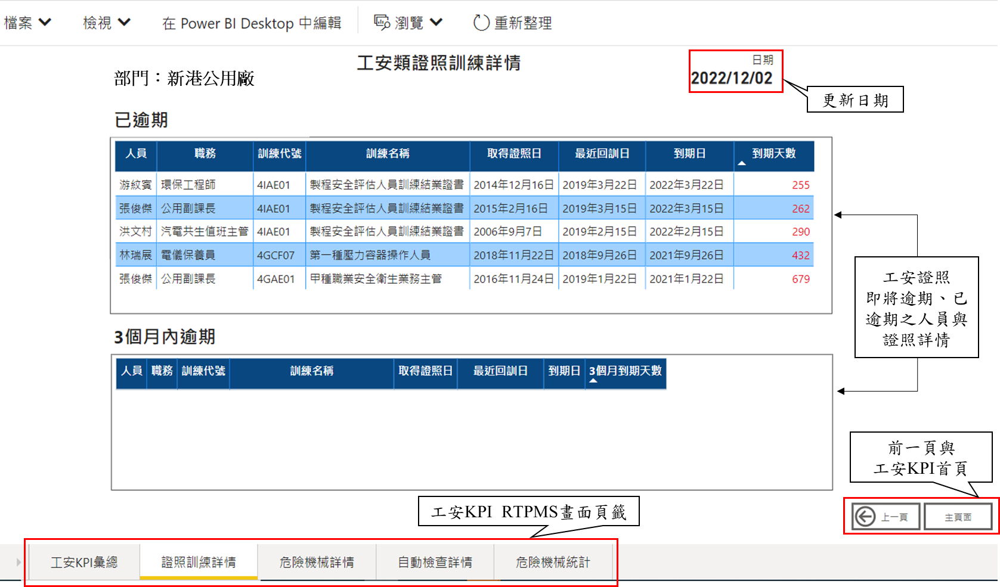 檔案 檢視 在 Power BI Desktop 中編輯 瀏覽 重新整理
工安類證照訓練詳情
日期
2022/12/02
部門：新港公用廠
更新日期
已逾期
人員 職務 訓練代號 訓練名稱 取得證照日 最近回訓日 到期日 到期天數
游紋賓 環保工程師 4IAE01 製程安全評估人員訓練結業證書 2014年12月16日 2019年3月22日 2022年3月22日 255
張俊傑 公用副課長 4IAE01 製程安全評估人員訓練結業證書 2015年2月16日 2019年3月15日 2022年3月15日 262
洪文村 汽電共生值班主管 4IAE01 製程安全評估人員訓練結業證書 2006年9月7日 2019年2月15日 2022年2月15日 290
林瑞展 電儀保養員 4GCF07 第一種壓力容器操作人員 2018年11月22日 2018年9月26日 2021年9月26日 432
張俊傑 公用副課長 4GAE01 甲種職業安全衛生業務主管 2016年11月24日 2019年1月22日 2021年1月22日 679
工安證照
即將逾期、已
逾期之人員與
證照詳情
3個月內逾期
人員 職務 訓練代號 訓練名稱 取得證照日 最近回訓日 到期日 3個月到期天數
前一頁與
工安KPI首頁
工安KPI RTPMS畫面頁籤
上一頁 主頁面
工安KPI彙總 證照訓練詳情 危險機械詳情 自動檢查詳情 危險機械統計